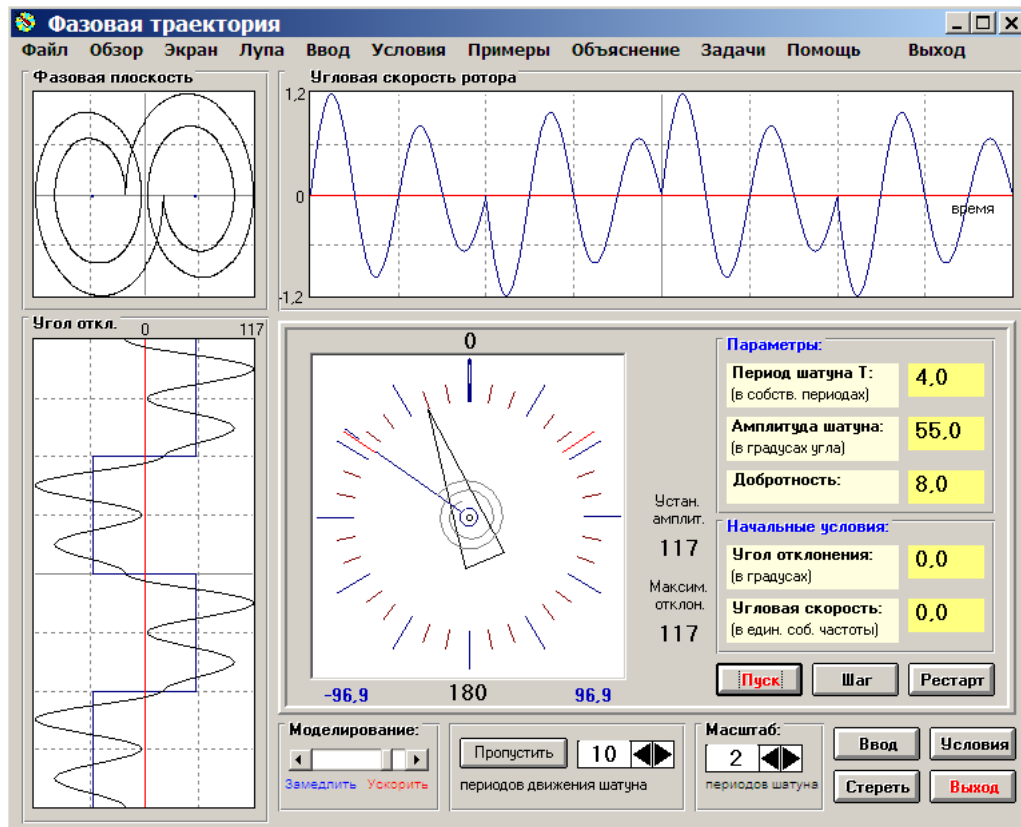 Фазовая траектория
Файл Обзор Экран Лупа Ввод Условия Примеры Объяснение Задачи Помощь Выход
Фазовая плоскость
Угловая скорость ротора
1,2
0
-1,2
время
Угол откл.
0
117
0
180
-96,9
96,9
Устан.
амплит.
117
Максим.
отклон.
117
Параметры:
Период шатуна T:
(в собств. периодах)
4,0
Амплитуда шатуна:
(в градусах угла)
55,0
Добротность:
8,0
Начальные условия:
Угол отклонения:
(в градусах)
0,0
Угловая скорость:
(в един. соб. частоты)
0,0
Пуск Шаг Рестарт
Моделирование:
Замедлить Ускорить
Пропустить 10
периодов движения шатуна
Масштаб:
2
периодов шатуна
Ввод Условия
Стереть Выход